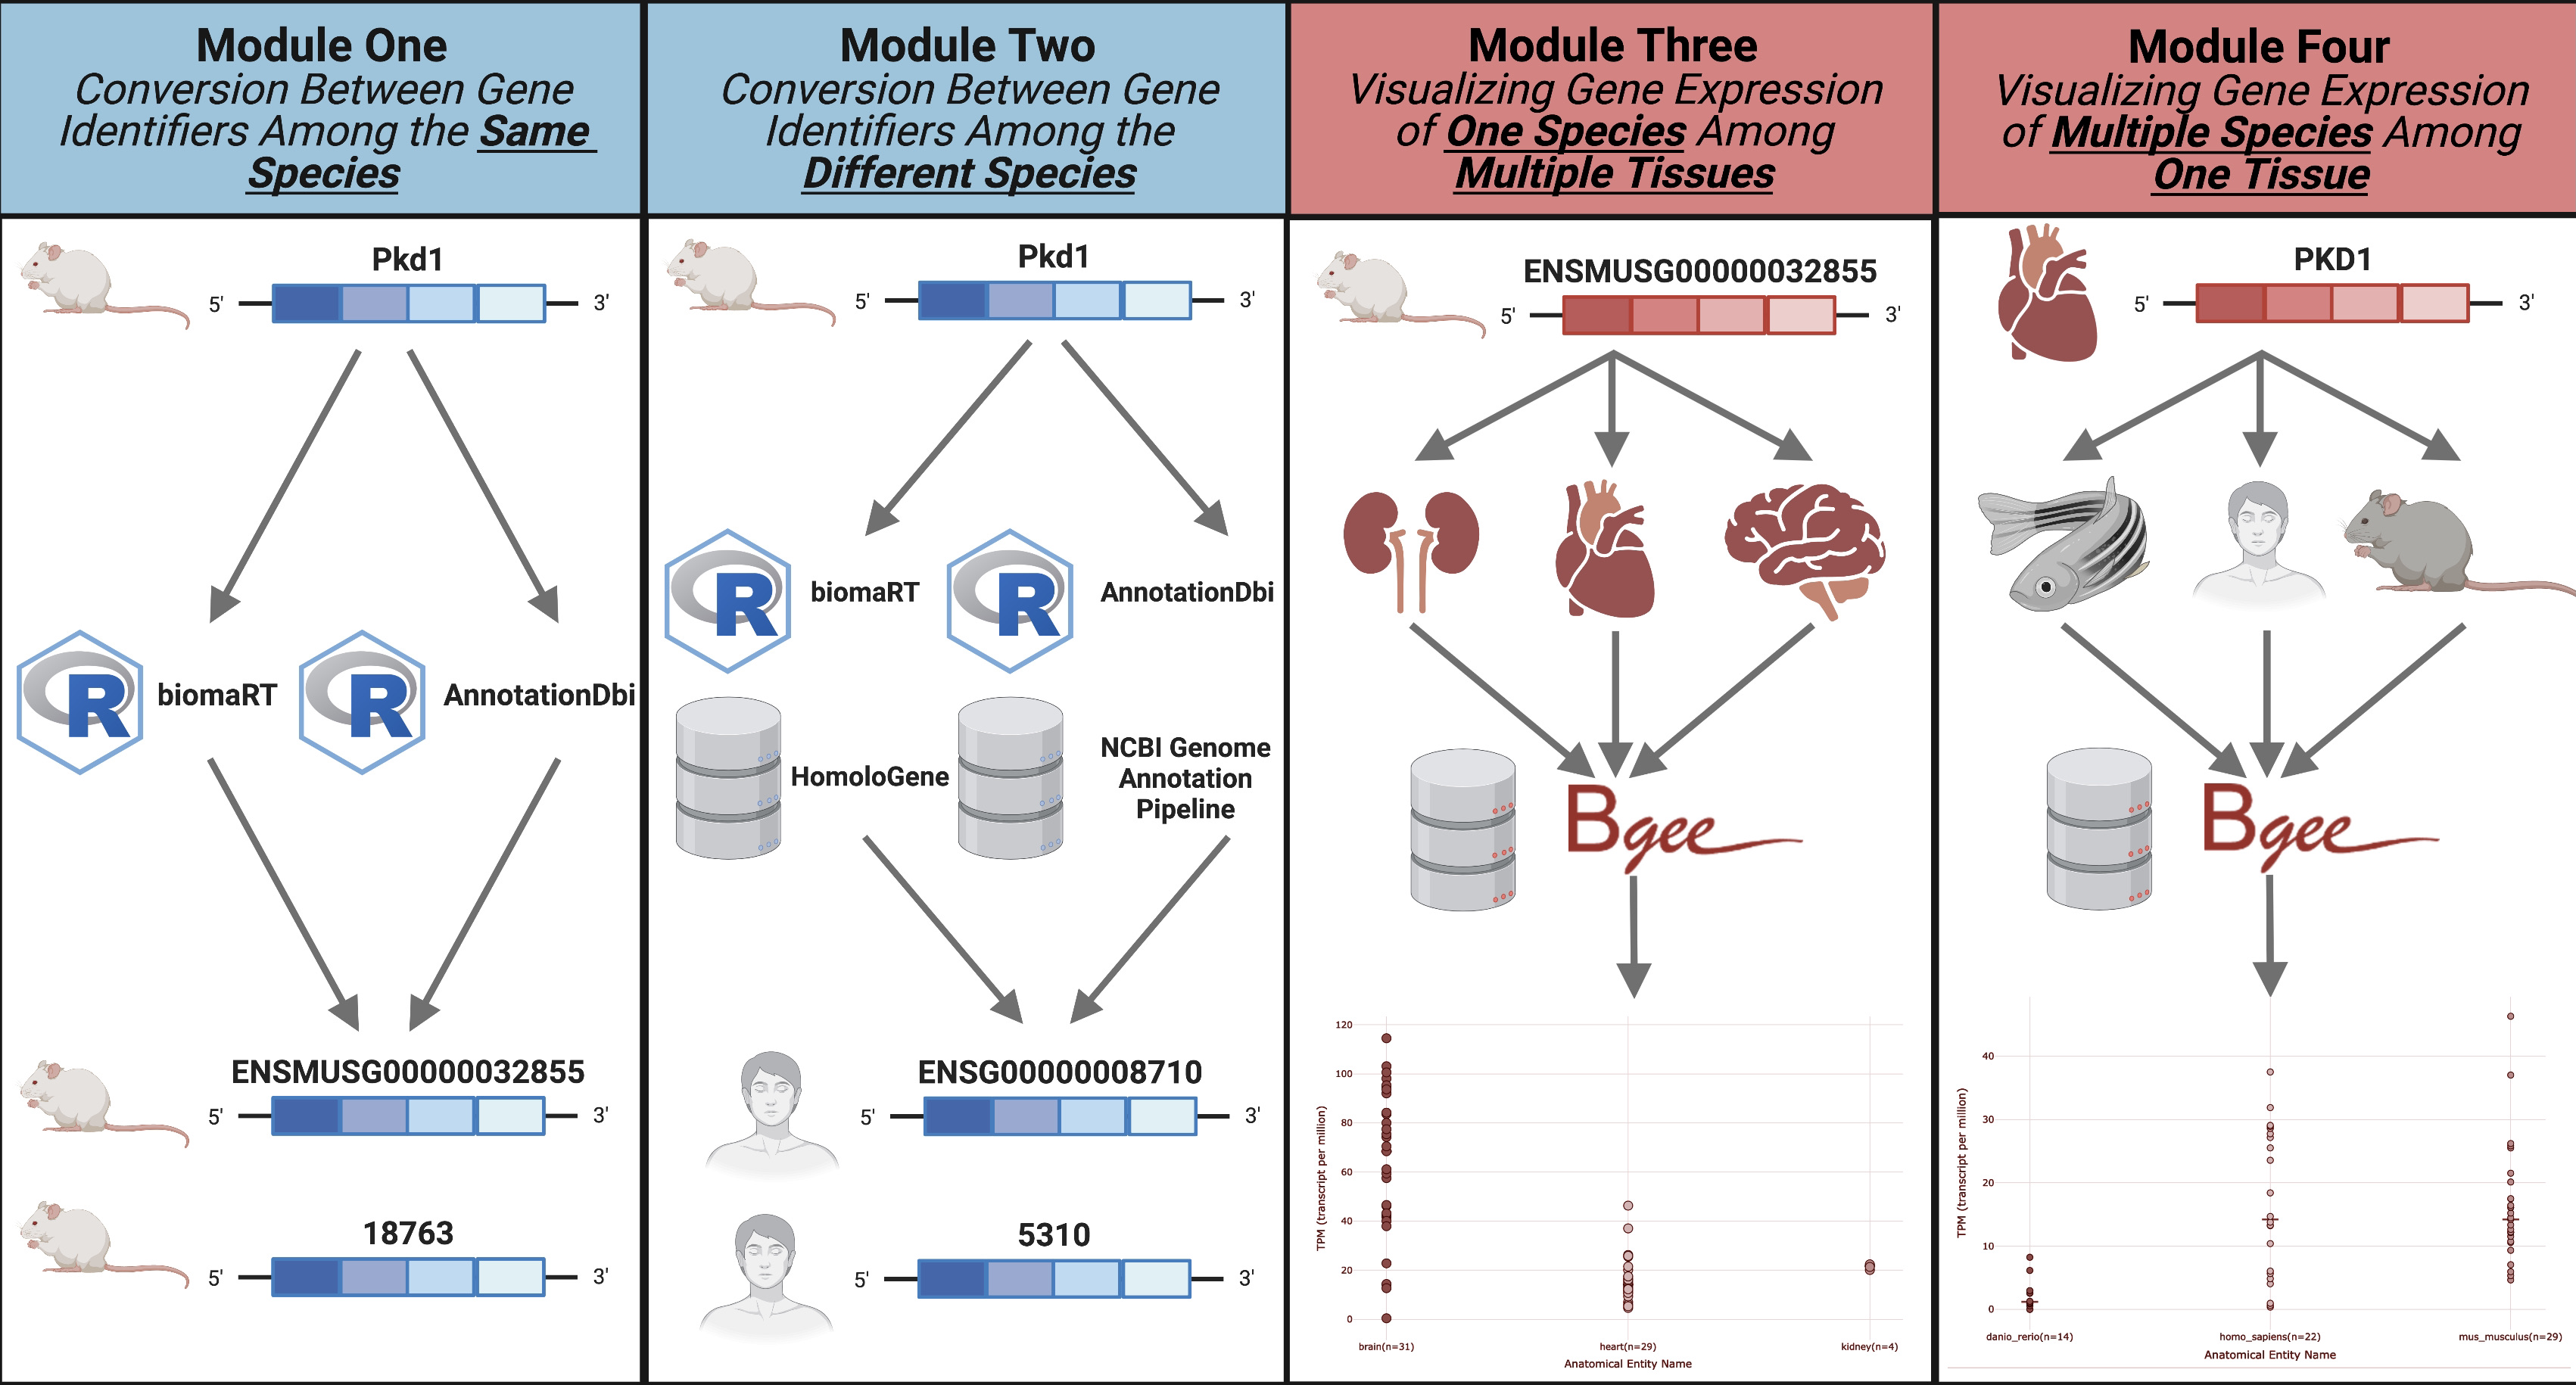 Module One
Conversion Between Gene
Identifiers Among the Same
Species
Pkd1
5'
3'
R
biomaRT
R
AnnotationDbi
ENSMUSG00000032855
5'
3'
18763
5'
3'
Module Two
Conversion Between Gene
Identifiers Among the
Different Species
Pkd1
5'
3'
R
biomaRT
R
AnnotationDbi
HomoloGene
NCBI Genome
Annotation
Pipeline
ENSG00000008710
5'
3'
5310
5'
3'
Module Three
Visualizing Gene Expression
of One Species Among
Multiple Tissues
ENSMUSG00000032855
5'
3'
Bgee
TPM (transcript per million)
120
100
80
60
40
20
0
brain(n=31)
heart(n=29)
kidney(n=4)
Anatomical Entity Name
Module Four
Visualizing Gene Expression
of Multiple Species Among
One Tissue
PKD1
5'
3'
Bgee
TPM (transcript per million)
40
30
20
10
0
danio_rerio(n=14)
homo_sapiens(n=22)
mus_musculus(n=29)
Anatomical Entity Name